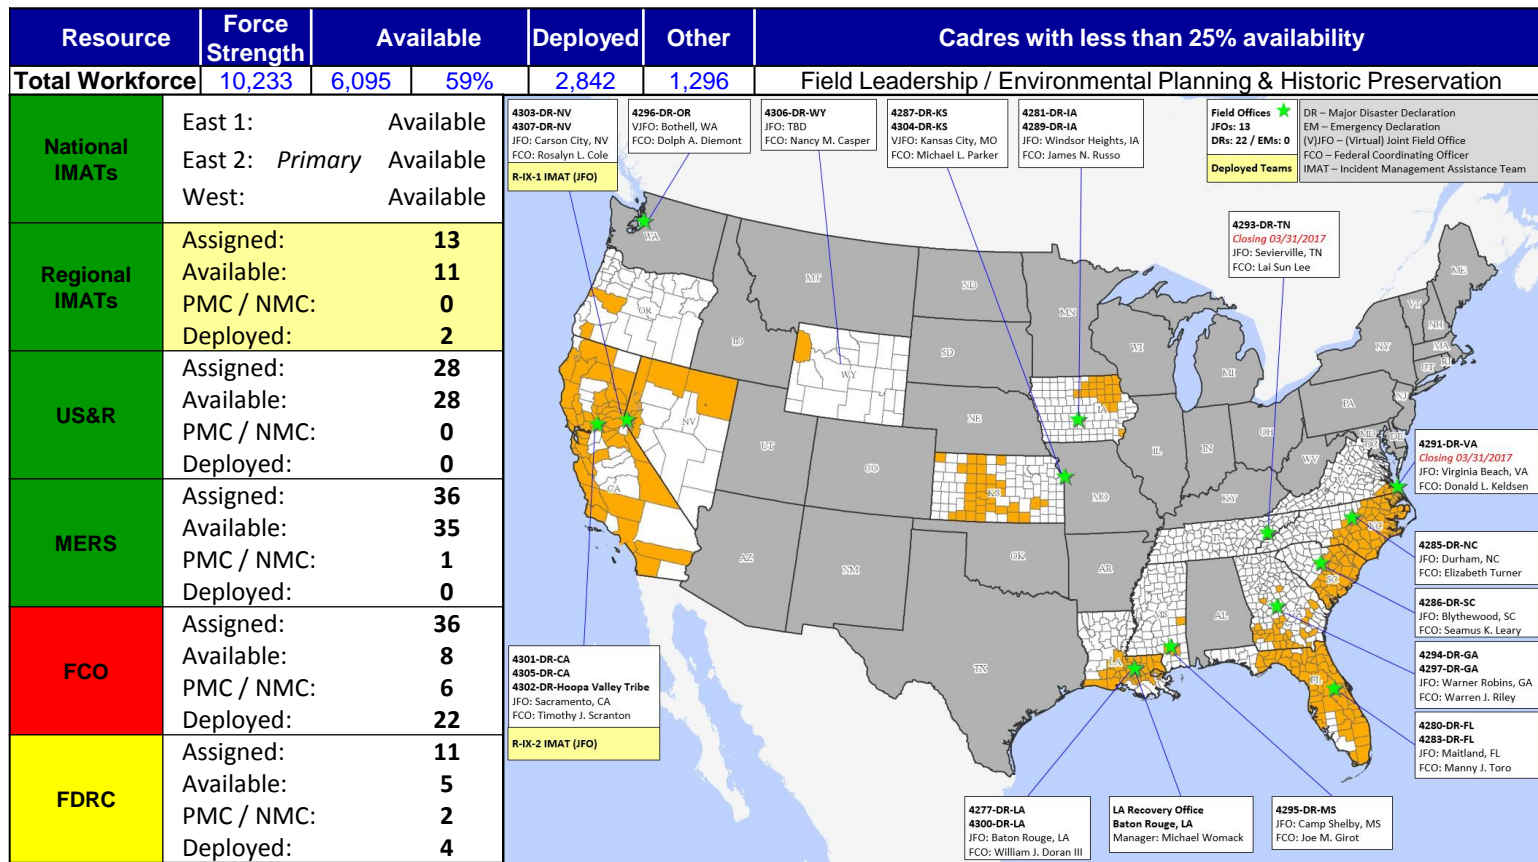 Resource
Force Strength
Available
Deployed
Other
Cadres with less than 25% availability
Total Workforce 10,233 6,095 59% 2,842 1,296 Field Leadership / Environmental Planning & Historic Preservation
National
IMATs
East 1: Available
East 2: Primary Available
West: Available
Regional
IMATs
Assigned: 13
Available: 11
PMC / NMC: 0
Deployed: 2
US&R
Assigned: 28
Available: 28
PMC / NMC: 0
Deployed: 0
MERS
Assigned: 36
Available: 35
PMC / NMC: 1
Deployed: 0
FCO
Assigned: 36
Available: 8
PMC / NMC: 6
Deployed: 22
FDRC
Assigned: 11
Available: 5
PMC / NMC: 2
Deployed: 4
4303-DR-NV
4307-DR-NV
JFO: Carson City, NV
FCO: Rosalyn L. Cole
R-IX-1 IMAT (JFO)
4296-DR-OR
VJFO: Bothell, WA
FCO: Dolph A. Diemont
4306-DR-WY
JFO: TBD
FCO: Nancy M. Casper
4287-DR-KS
4304-DR-KS
VJFO: Kansas City, MO
FCO: Michael L. Parker
4281-DR-IA
4289-DR-IA
JFO: Windsor Heights, IA
FCO: James N. Russo
Field Offices
JFOs: 13
DRs: 22 / EMs: 0
Deployed Teams
DR – Major Disaster Declaration
EM – Emergency Declaration
(V)JFO – (Virtual) Joint Field Office
FCO – Federal Coordinating Officer
IMAT – Incident Management Assistance Team
4293-DR-TN
Closing 03/31/2017
JFO: Sevierville, TN
FCO: Lai Sun Lee
4291-DR-VA
Closing 03/31/2017
JFO: Virginia Beach, VA
FCO: Donald L. Keldsen
4285-DR-NC
JFO: Durham, NC
FCO: Elizabeth Turner
4286-DR-SC
JFO: Blythewood, SC
FCO: Seamus K. Leary
4294-DR-GA
4297-DR-GA
JFO: Warner Robins, GA
FCO: Warren J. Riley
4280-DR-FL
4283-DR-FL
JFO: Maitland, FL
FCO: Manny J. Toro
4301-DR-CA
4305-DR-CA
4302-DR-Hoopa Valley Tribe
JFO: Sacramento, CA
FCO: Timothy J. Scranton
R-IX-2 IMAT (JFO)
4277-DR-LA
4300-DR-LA
JFO: Baton Rouge, LA
FCO: William J. Doran III
LA Recovery Office
Baton Rouge, LA
Manager: Michael Womack
4295-DR-MS
JFO: Camp Shelby, MS
FCO: Joe M. Girot
WA
MT
ND
MN
ME
VT
NH
MA
RI
CT
NY
OR
ID
SD
WI
MI
WY
PA
NJ
NE
IA
IL
IN
OH
MD
DE
DC
WV
NV
UT
CO
KS
MO
KY
CA
NC
TN
AZ
NM
OK
AR
SC
MS
AL
TX
LA
FL